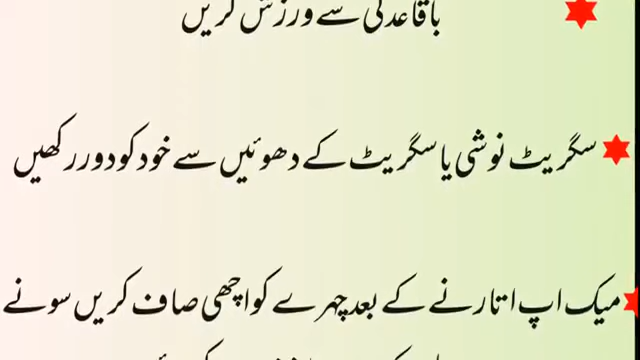 باقاعدگی سے ورزش کریں
سگریٹ نوشی یا سگریٹ کے دھوئیں سے خود کو دور رکھیں
میک اپ اتارنے کے بعد چہرے کو اچھی صاف کریں سونے